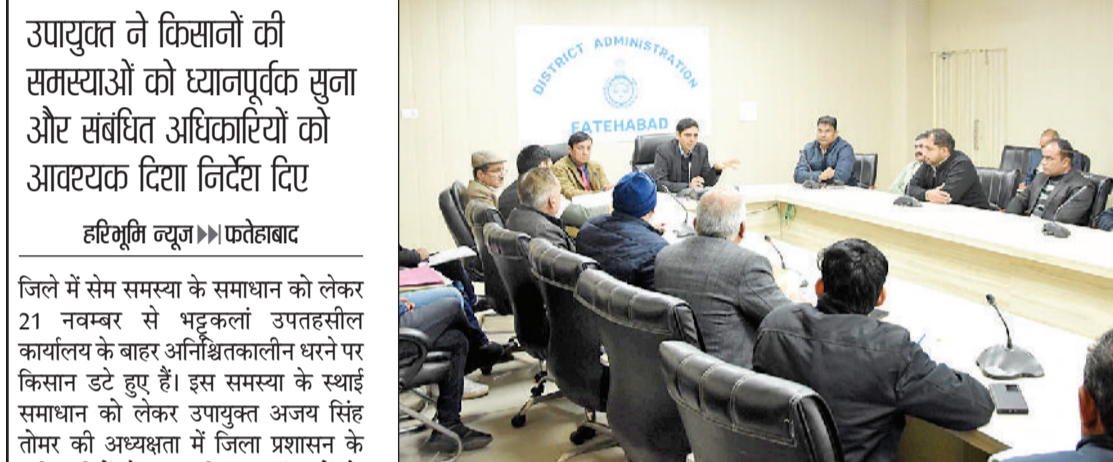 उपायुक्त ने किसानों की
समस्याओं को ध्यानपूर्वक सुना
और संबंधित अधिकारियों को
आवश्यक दिशा निर्देश दिए
हरिभूमि न्यूज▶▶|फतेहाबाद
जिले में सेम समस्या के समाधान को लेकर
21 नवम्बर से भट्टूकलां उपतहसील
कार्यालय के बाहर अनिश्चितकालीन धरने पर
किसान डटे हुए हैं। इस समस्या के स्थाई
समाधान को लेकर उपायुक्त अजय सिंह
तोमर की अध्यक्षता में जिला प्रशासन के
DISTRICT ADMINISTRATION
FATEHABAD